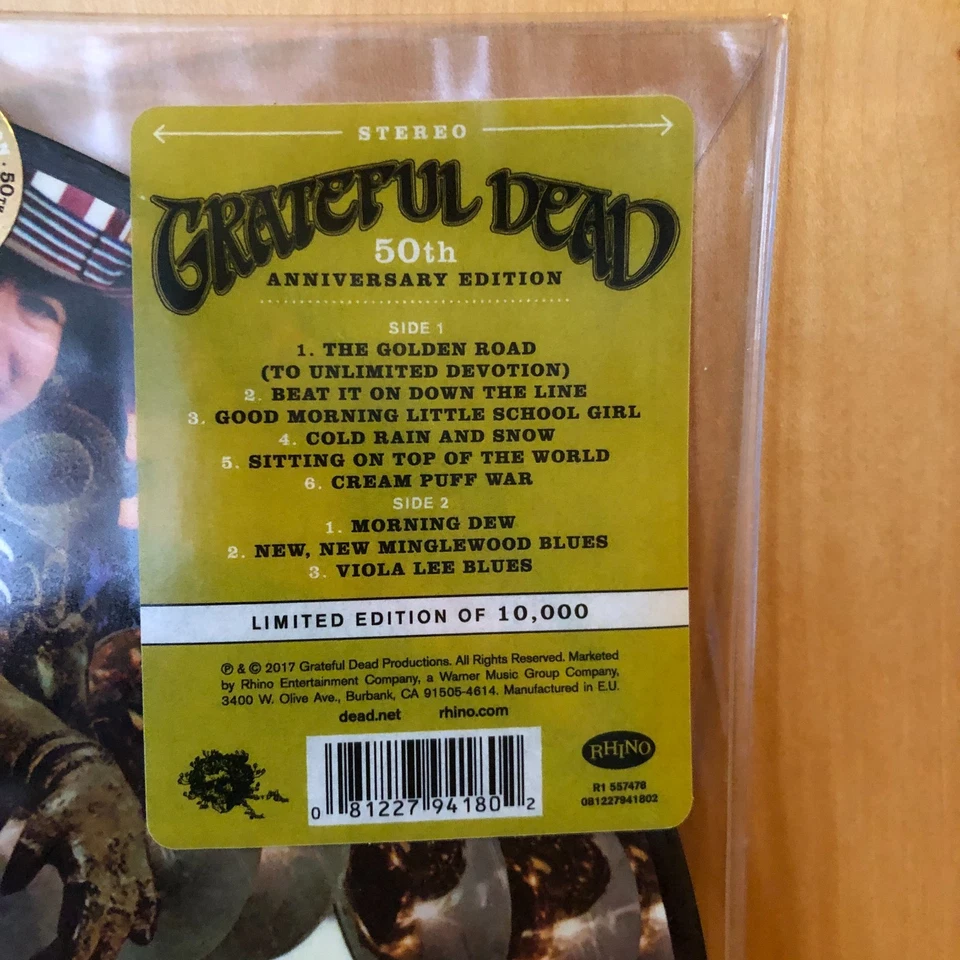 50TH
STEREO
GRATEFUL DEAD
50th
ANNIVERSARY EDITION
SIDE 1
1. THE GOLDEN ROAD
(TO UNLIMITED DEVOTION)
2. BEAT IT ON DOWN THE LINE
3. GOOD MORNING LITTLE SCHOOL GIRL
4. COLD RAIN AND SNOW
5. SITTING ON TOP OF THE WORLD
6. CREAM PUFF WAR
SIDE 2
1. MORNING DEW
2. NEW, NEW MINGLEWOOD BLUES
3. VIOLA LEE BLUES
LIMITED EDITION OF 10,000
℗ & © 2017 Grateful Dead Productions. All Rights Reserved. Marketed
by Rhino Entertainment Company, a Warner Music Group Company,
3400 W. Olive Ave., Burbank, CA 91505-4614. Manufactured in E.U.
dead.net rhino.com
RHINO
R1 557478
081227941802
0 81227 94180 2